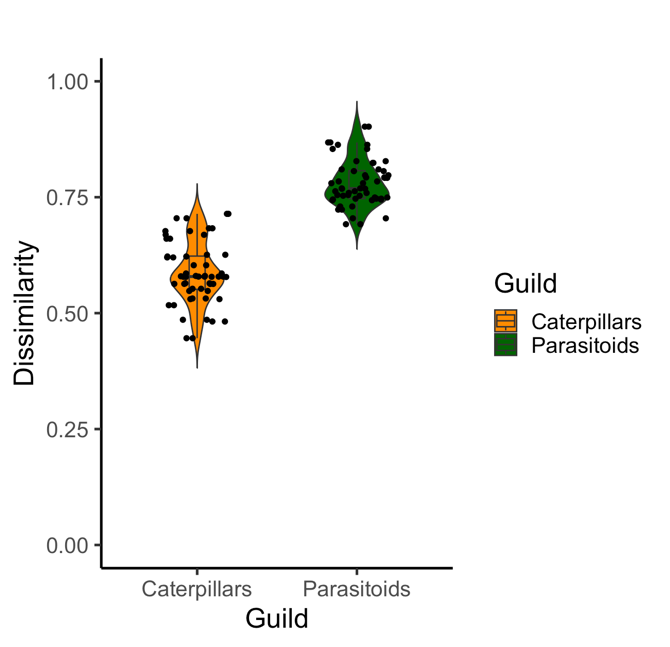 1.00
0.75
0.50
0.25
0.00
Dissimilarity
Caterpillars
Parasitoids
Guild
Guild
Caterpillars
Parasitoids